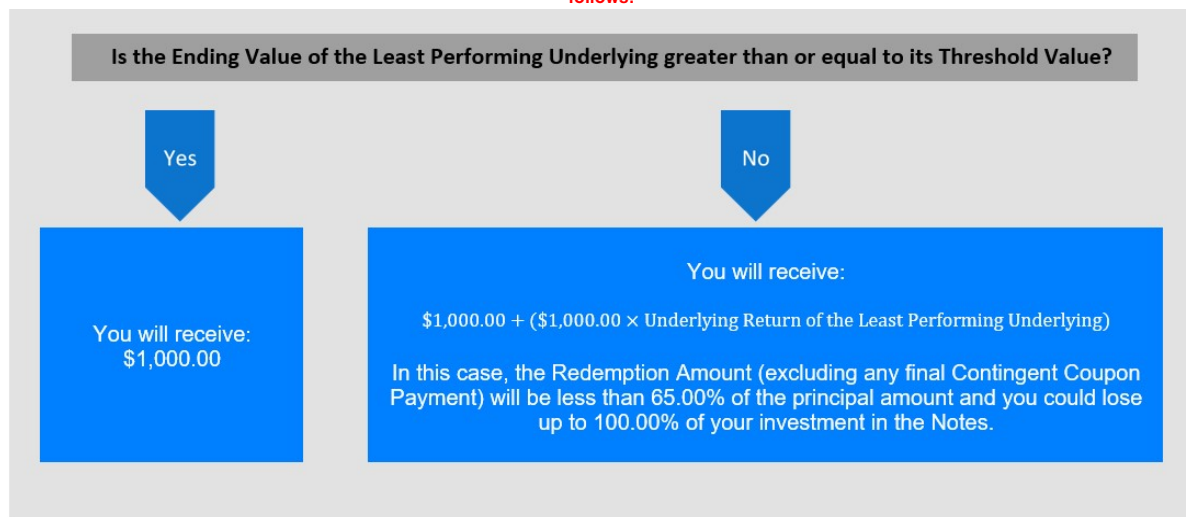 follows:
Is the Ending Value of the Least Performing Underlying greater than or equal to its Threshold Value?
Yes
No
You will receive:
$1,000.00
You will receive:
$1,000.00 + ($1,000.00 × Underlying Return of the Least Performing Underlying)
In this case, the Redemption Amount (excluding any final Contingent Coupon
Payment) will be less than 65.00% of the principal amount and you could lose
up to 100.00% of your investment in the Notes.